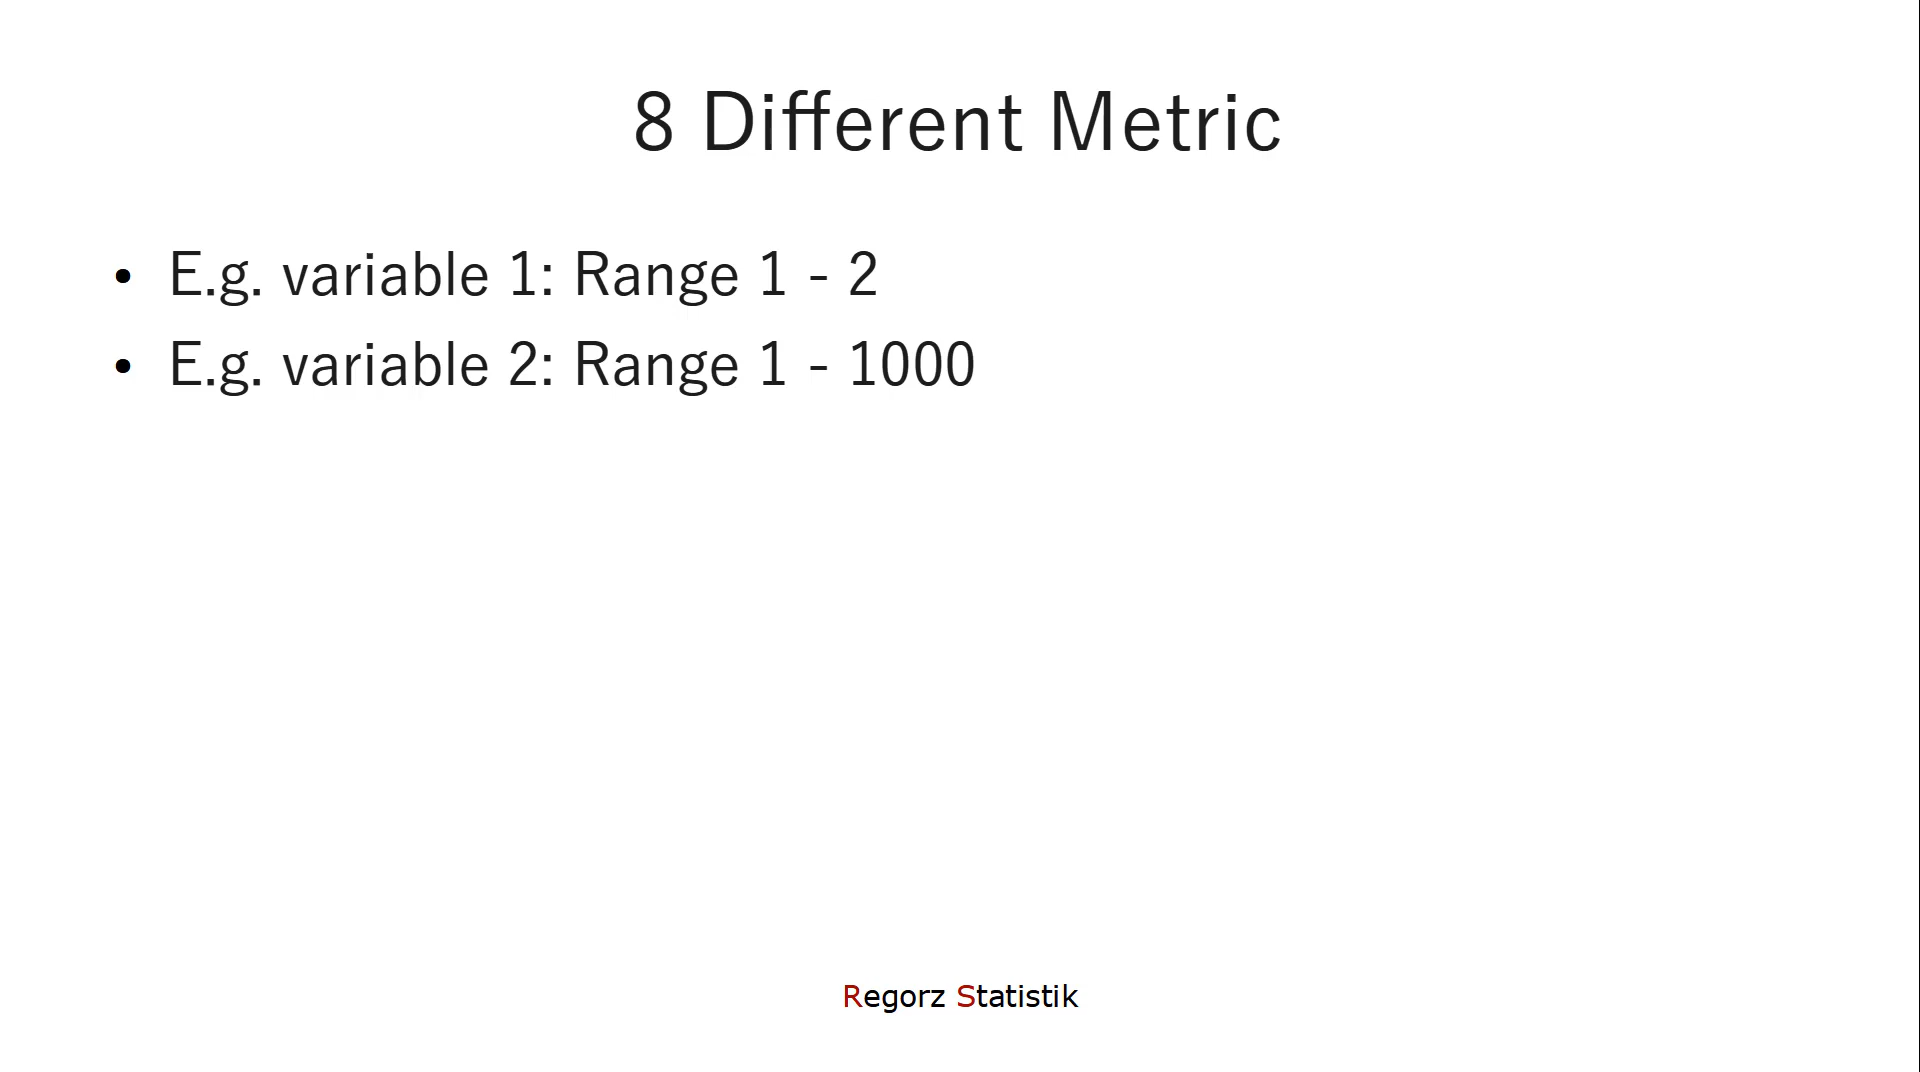 8 Different Metric
• E.g. variable 1: Range 1 - 2
• E.g. variable 2: Range 1 - 1000
Regorz Statistik